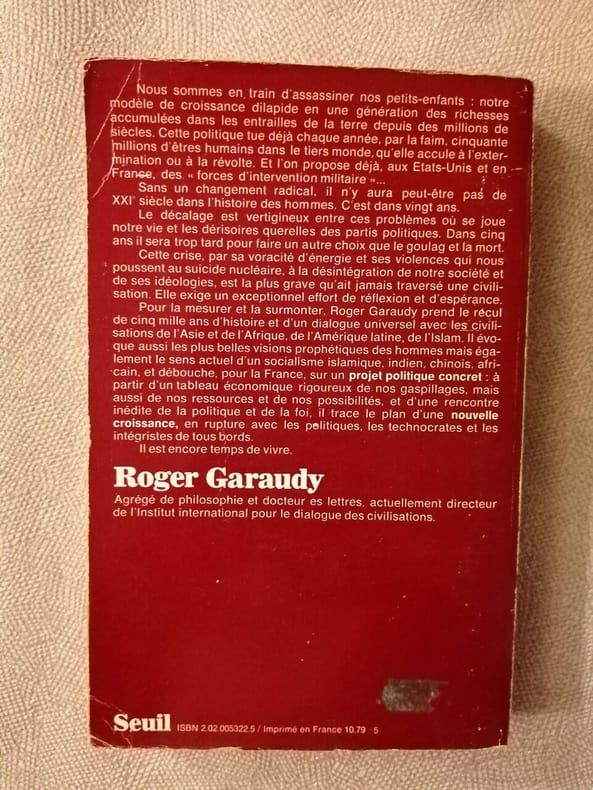 Nous sommes en train d'assassiner nos petits-enfants : notre
modèle de croissance dilapide en une génération des richesses
accumulées dans les entrailles de la terre depuis des millions de
siècles. Cette politique tue déjà chaque année, par la faim, cinquante
millions d'êtres humains dans le tiers monde, qu'elle accule à l'exter-
mination ou à la révolte. Et l'on propose déjà, aux Etats-Unis et en
France, des « forces d'intervention militaire »...
Sans un changement radical, il n'y aura peut-être pas de
XXIᵉ siècle dans l'histoire des hommes. C'est dans vingt ans.
Le décalage est vertigineux entre ces problèmes où se joue
notre vie et les dérisoires querelles des partis politiques. Dans cinq
ans il sera trop tard pour faire un autre choix que le goulag et la mort.
Cette crise, par sa voracité d'énergie et ses violences qui nous
poussent au suicide nucléaire, à la désintégration de notre société et
de ses idéologies, est la plus grave qu'ait jamais traversé une civili-
sation. Elle exige un exceptionnel effort de réflexion et d'espérance.
Pour la mesurer et la surmonter, Roger Garaudy prend le recul
de cinq mille ans d'histoire et d'un dialogue universel avec les civili-
sations de l'Asie et de l'Afrique, de l'Amérique latine, de l'Islam. Il évo-
que aussi les plus belles visions prophétiques des hommes mais éga-
lement le sens actuel d'un socialisme islamique, indien, chinois, afri-
cain, et débouche, pour la France, sur un projet politique concret : à
partir d'un tableau économique rigoureux de nos gaspillages, mais
aussi de nos ressources et de nos possibilités, et d'une rencontre
inédite de la politique et de la foi, il trace le plan d'une nouvelle
croissance, en rupture avec les politiques, les technocrates et les
intégristes de tous bords.
Il est encore temps de vivre.
Roger Garaudy
Agrégé de philosophie et docteur es lettres, actuellement directeur
de l'Institut international pour le dialogue des civilisations.
Seuil ISBN 2.02.005322.5 / Imprimé en France 10.79 - 5